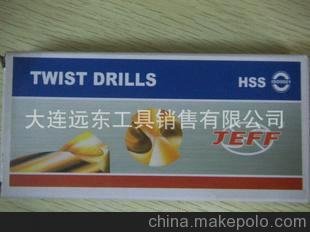 TWIST DRILLS HSS ISO9001
大连远东工具销售有限公司
JEFF
china.makepolo.com